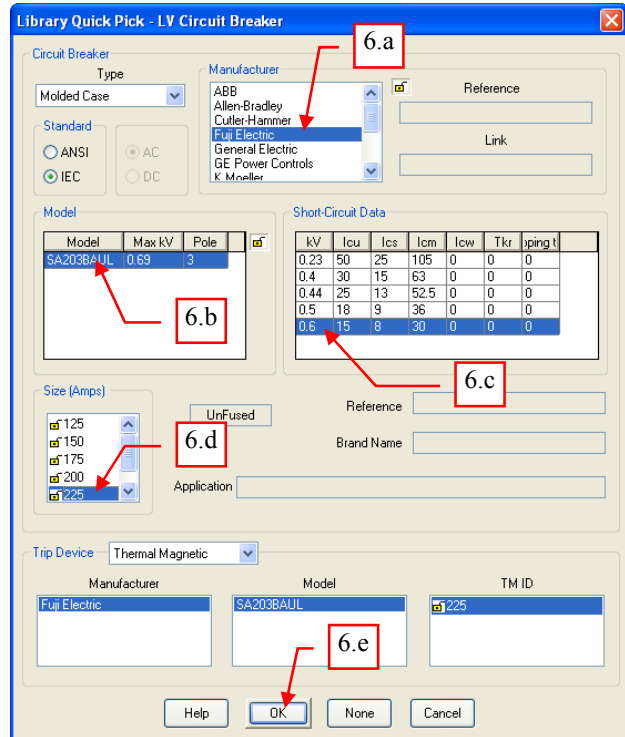 Library Quick Pick - LV Circuit Breaker
6.a
Circuit Breaker
Type
Molded Case
Manufacturer
ABB
Allen-Bradley
Cutler-Hammer
Fuji Electric
General Electric
GE Power Controls
K Moeller
Reference
Link
Standard
ANSI
IEC
AC
DC
Model
Model Max kV Pole
SA203BAUL 0.69 3
6.b
Short-Circuit Data
kV Icu Ics Icm Icw Tkr pping t
0.23 50 25 105 0 0 0
0.4 30 15 63 0 0 0
0.44 25 13 52.5 0 0 0
0.5 18 9 36 0 0 0
0.6 15 8 30 0 0 0
6.c
Size (Amps)
125
150
175
200
225
6.d
UnFused
Reference
Brand Name
Application
Trip Device Thermal Magnetic
Manufacturer Model TM ID
Fuji Electric SA203BAUL 225
6.e
Help OK None Cancel